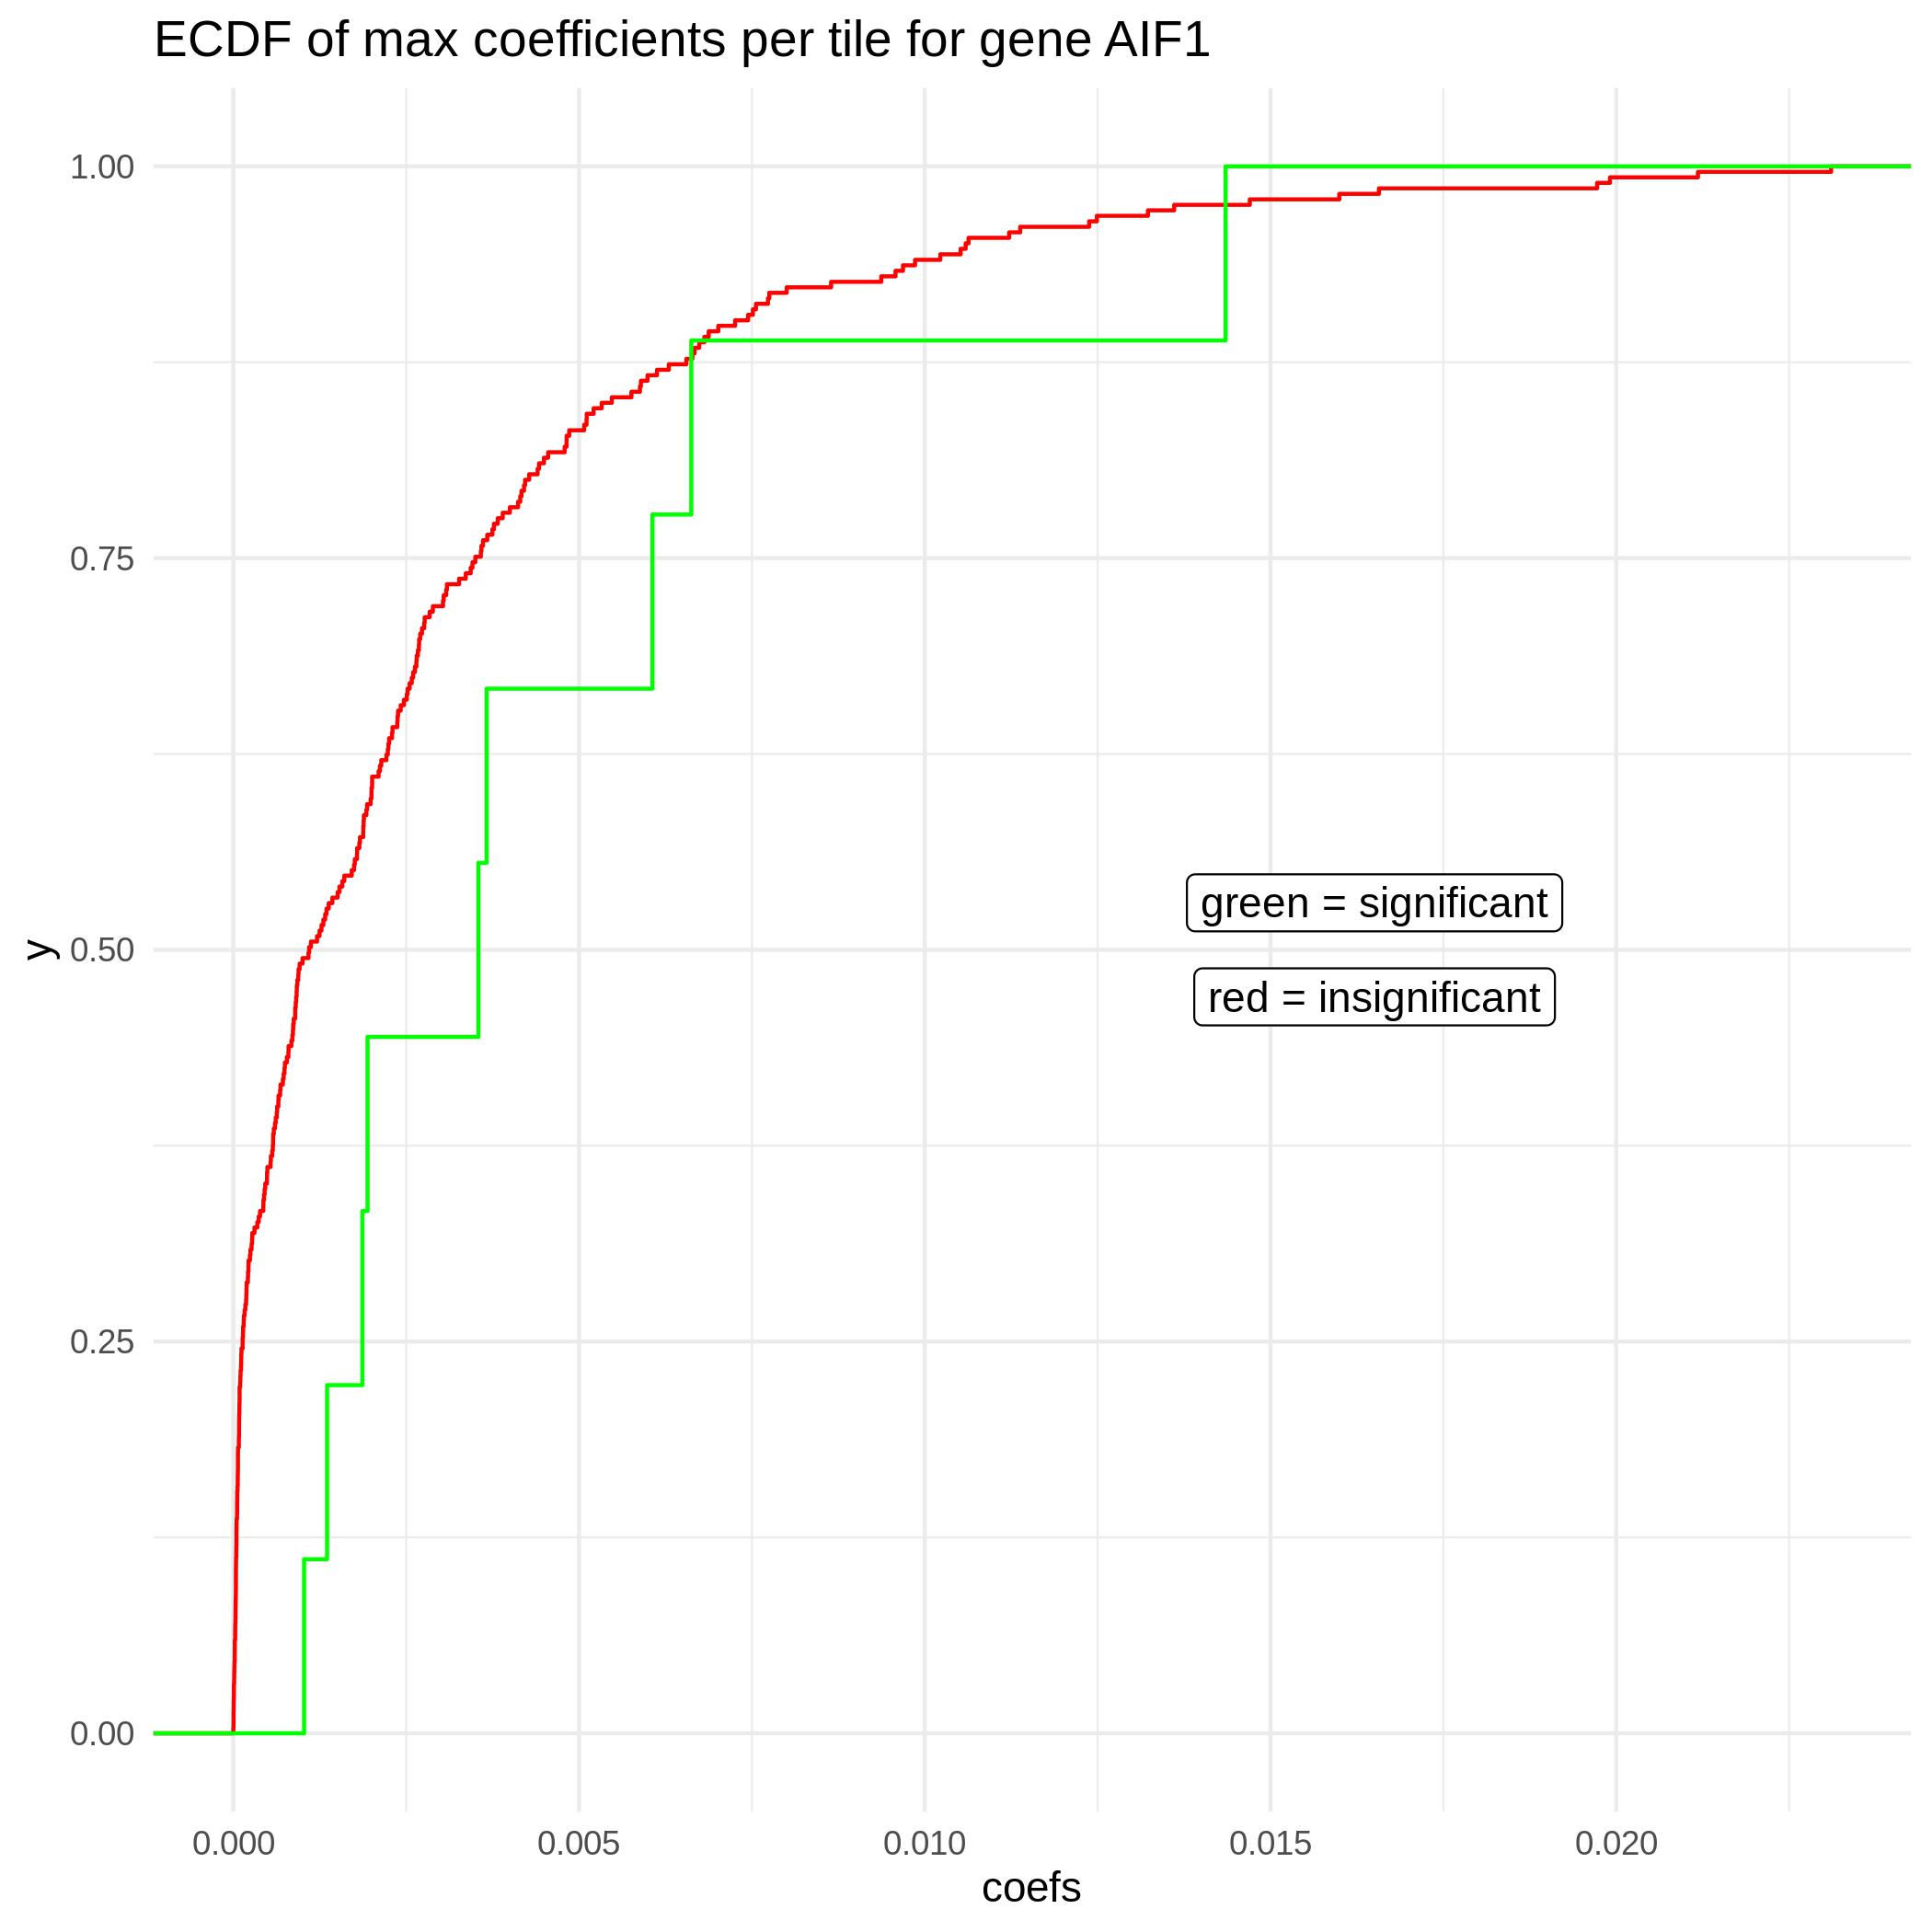 ECDF of max coefficients per tile for gene AIF1
1.00
0.75
0.50
0.25
0.00
y
green = significant
red = insignificant
0.000 0.005 0.010 0.015 0.020
coefs